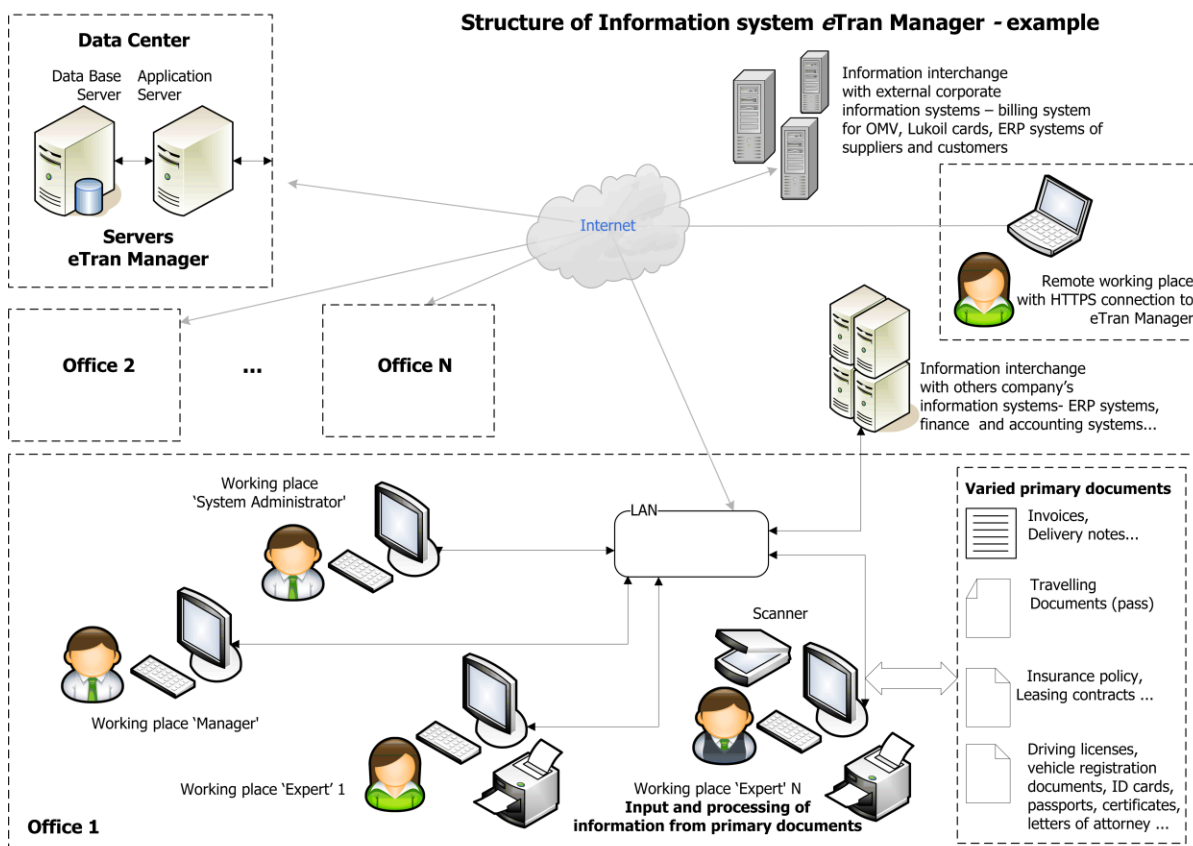 Structure of Information system eTran Manager - example
Data Center
Data Base
Server
Application
Server
Servers
eTran Manager
Information interchange
with external corporate
information systems – billing system
for OMV, Lukoil cards, ERP systems of
suppliers and customers
Internet
Remote working place
with HTTPS connection to
eTran Manager
Office 2
...
Office N
Information interchange
with others company's
information systems- ERP systems,
finance and accounting systems...
Working place
‘System Administrator'
LAN
Varied primary documents
Invoices,
Delivery notes...
Travelling
Documents (pass)
Insurance policy,
Leasing contracts ...
Driving licenses,
vehicle registration
documents, ID cards,
passports, certificates,
letters of attorney ...
Scanner
Working place ‘Manager'
Working place ‘Expert’ 1
Working place ‘Expert' N
Input and processing of
information from primary documents
Office 1